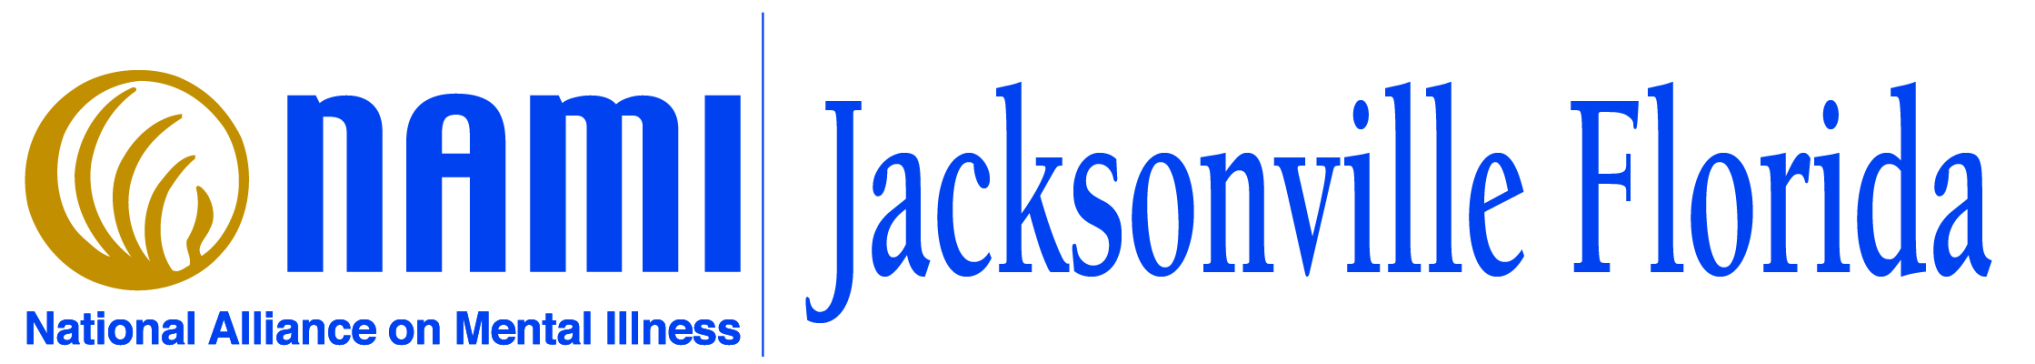 NAMI
National Alliance on Mental Illness
Jacksonville Florida